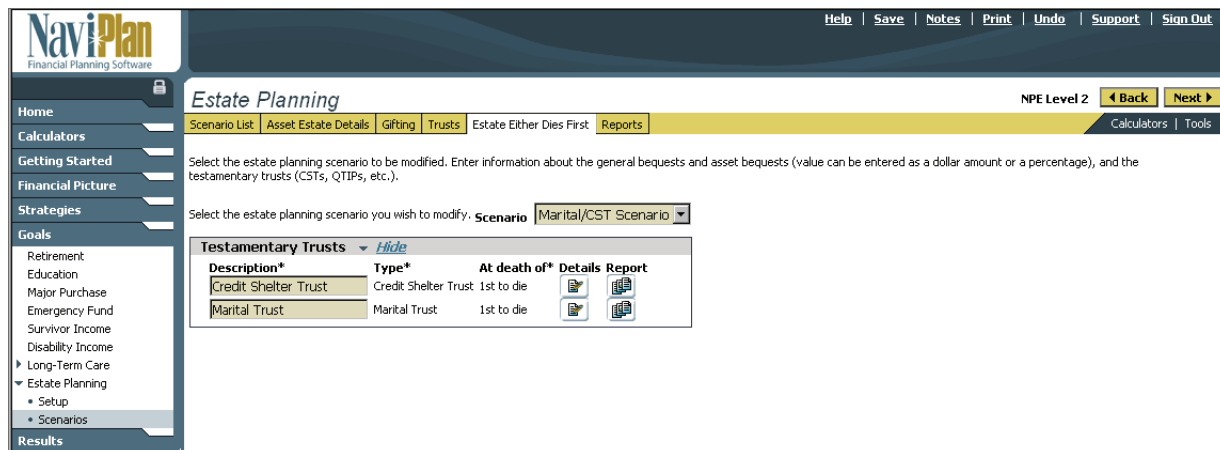 NaviPlan
Financial Planning Software
Help | Save | Notes | Print | Undo | Support | Sign Out
Home
Calculators
Getting Started
Financial Picture
Strategies
Goals
Retirement
Education
Major Purchase
Emergency Fund
Survivor Income
Disability Income
Long-Term Care
Estate Planning
• Setup
• Scenarios
Results
Estate Planning
NPE Level 2 Back Next
Scenario List Asset Estate Details Gifting Trusts Estate Either Dies First Reports
Calculators | Tools
Select the estate planning scenario to be modified. Enter information about the general bequests and asset bequests (value can be entered as a dollar amount or a percentage), and the
testamentary trusts (CSTs, QTIPs, etc.).
Select the estate planning scenario you wish to modify. Scenario Marital/CST Scenario
Testamentary Trusts Hide
Description* Type* At death of* Details Report
Credit Shelter Trust Credit Shelter Trust 1st to die
Marital Trust Marital Trust 1st to die